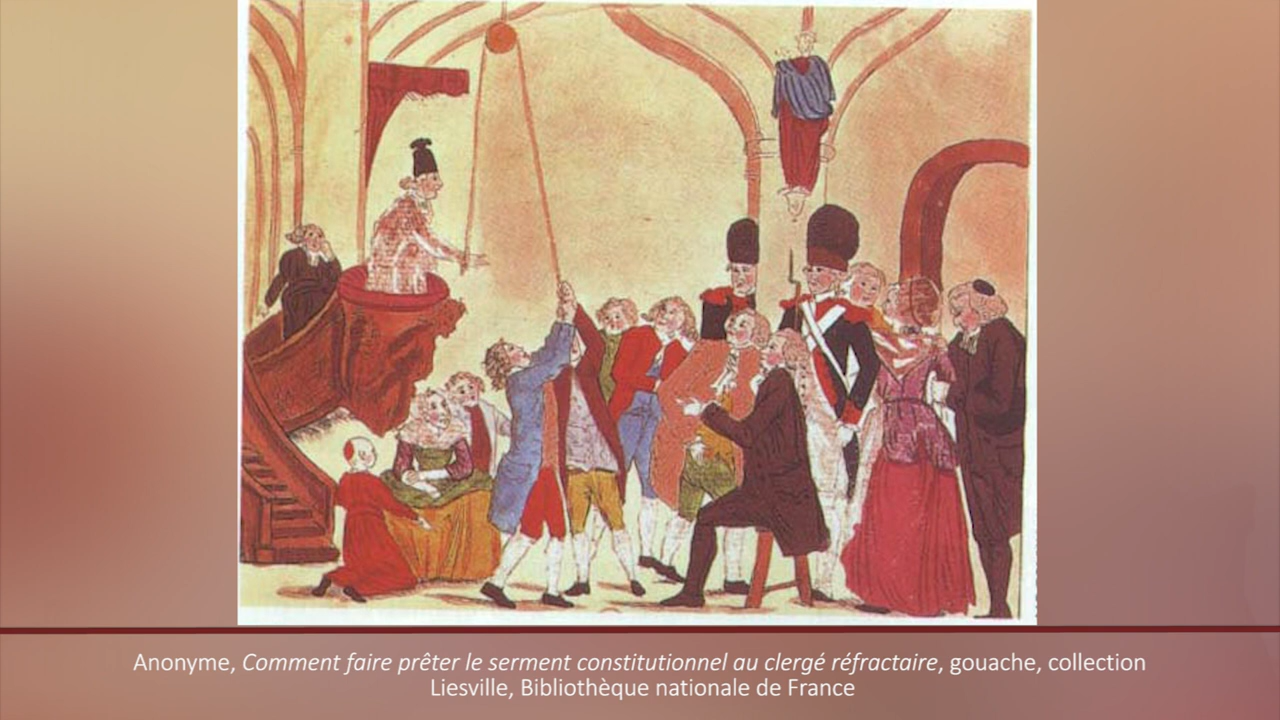 Anonyme, Comment faire prêter le serment constitutionnel au clergé réfractaire, gouache, collection
Liesville, Bibliothèque nationale de France